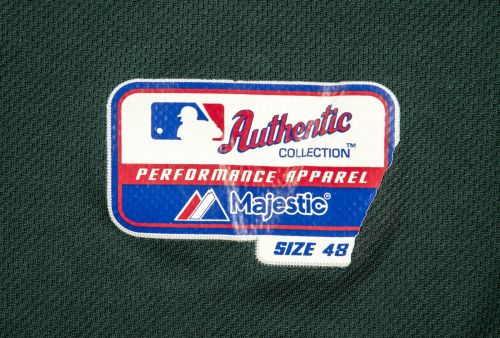 Authentic
COLLECTION™
PERFORMANCE APPAREL
Majestic®
SIZE 48